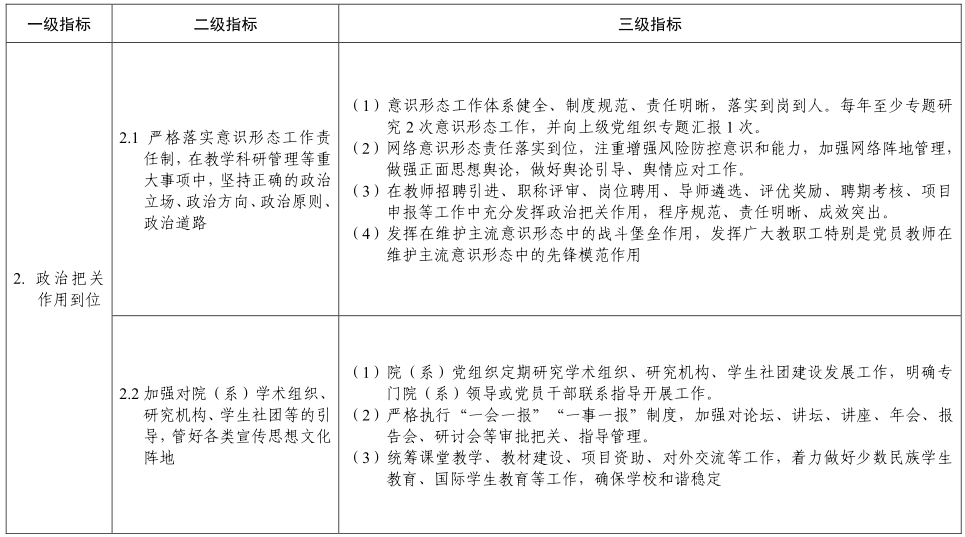 一级指标
二级指标
三级指标
2. 政治把关
作用到位
2.1 严格落实意识形态工作责
任制,在教学科研管理等重
大事项中,坚持正确的政治
立场、政治方向、政治原则、
政治道路
（1）意识形态工作体系健全、制度规范、责任明晰，落实到岗到人。每年至少专题研
究 2 次意识形态工作，并向上级党组织专题汇报 1 次。
（2）网络意识形态责任落实到位，注重增强风险防控意识和能力，加强网络阵地管理，
做强正面思想舆论，做好舆论引导、舆情应对工作。
（3）在教师招聘引进、职称评审、岗位聘用、导师遴选、评优奖励、聘期考核、项目
申报等工作中充分发挥政治把关作用，程序规范、责任明晰、成效突出。
（4）发挥在维护主流意识形态中的战斗堡垒作用，发挥广大教职工特别是党员教师在
维护主流意识形态中的先锋模范作用
2.2 加强对院（系）学术组织、
研究机构、学生社团等的引
导，管好各类宣传思想文化
阵地
（1）院（系）党组织定期研究学术组织、研究机构、学生社团建设发展工作，明确专
门院（系）领导或党员干部联系指导开展工作。
（2）严格执行“一会一报”“一事一报”制度，加强对论坛、讲坛、讲座、年会、报
告会、研讨会等审批把关、指导管理。
（3）统筹课堂教学、教材建设、项目资助、对外交流等工作，着力做好少数民族学生
教育、国际学生教育等工作，确保学校和谐稳定